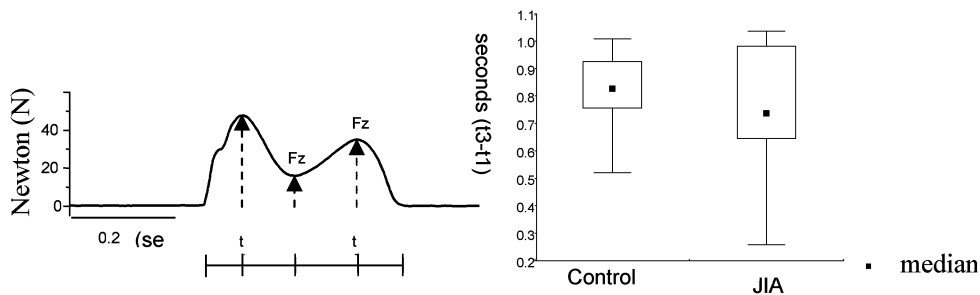 Newton (N)
40
20
0
Fz
Fz
0.2 (se
t
t
seconds (t3-t1)
1.1
1.0
0.9
0.8
0.7
0.6
0.5
0.4
0.3
0.2
Control
JIA
median